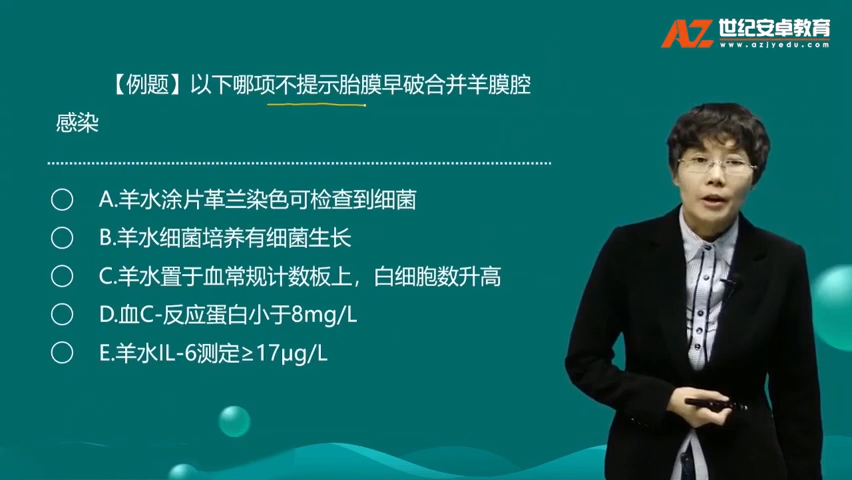 世纪安卓教育
www.azjyedu.com
【例题】以下哪项不提示胎膜早破合并羊膜腔
感染
A.羊水涂片革兰染色可检查到细菌
B.羊水细菌培养有细菌生长
C.羊水置于血常规计数板上，白细胞数升高
D.血C-反应蛋白小于8mg/L
E.羊水IL-6测定≥17μg/L